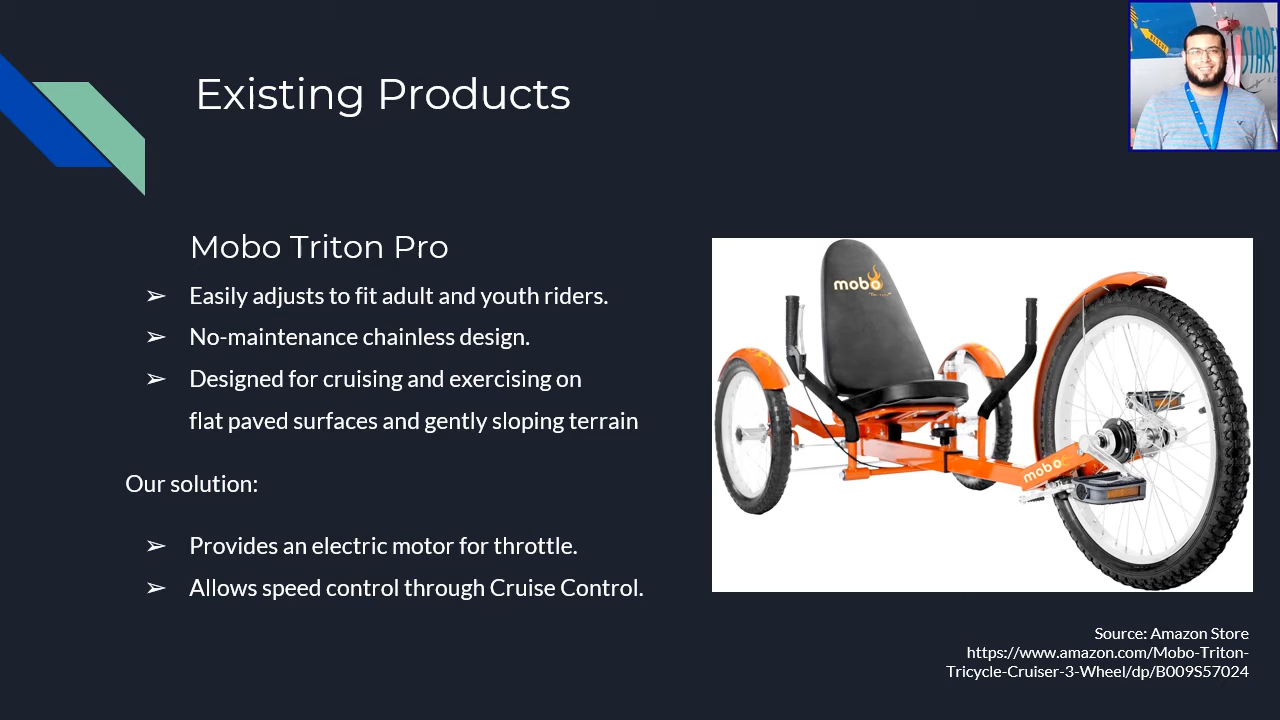 Existing Products
Mobo Triton Pro
➢ Easily adjusts to fit adult and youth riders.
➢ No-maintenance chainless design.
➢ Designed for cruising and exercising on
flat paved surfaces and gently sloping terrain
Our solution:
➢ Provides an electric motor for throttle.
➢ Allows speed control through Cruise Control.
mobo
mobo
Source: Amazon Store
https://www.amazon.com/Mobo-Triton-
Tricycle-Cruiser-3-Wheel/dp/B009S57024